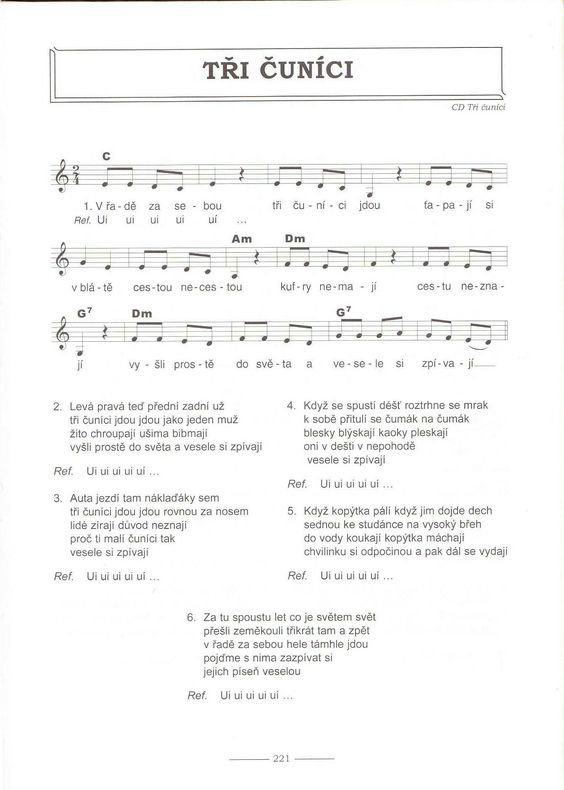 TŘI ČUNÍCI
CD Tři čuníci
C
1. V řa - dě za se - bou tři ču - ní - ci jdou ťa - pa - jí si
Ref. Ui ui ui ui uí ...
Am Dm
v blá - tě ces - tou ne - ces - tou kuf - ry ne - ma - jí ces - tu ne - zna -
G7 Dm G7
jí vy - šli pros - tě do svě - ta a ve - se - le si zpí - va - jí
2. Levá pravá teď přední zadní už
tři čuníci jdou jdou jako jeden muž
žito chroupají ušima bibmají
vyšli prostě do světa a vesele si zpívají
Ref. Ui ui ui ui uí ...
3. Auta jezdí tam náklaďáky sem
tři čuníci jdou jdou rovnou za nosem
lidé zírají důvod neznají
proč ti malí čuníci tak
vesele si zpívají
Ref. Ui ui ui ui uí ...
4. Když se spustí déšť roztrhne se mrak
k sobě přitulí se čumák na čumák
blesky blýskají kaoky pleskají
oni v dešti v nepohodě
vesele si zpívají
Ref. Ui ui ui ui uí ...
5. Když kopýtka pálí když jim dojde dech
sednou ke studánce na vysoký břeh
do vody koukají kopýtka máchají
chvilinku si odpočinou a pak dál se vydají
Ref. Ui ui ui ui uí ...
6. Za tu spoustu let co je světem svět
přešli zeměkouli třikrát tam a zpět
v řadě za sebou hele támhle jdou
pojďme s nima zazpívat si
jejich píseň veselou
Ref. Ui ui ui ui uí ...
221